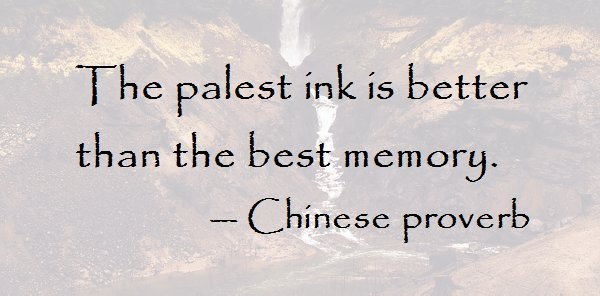 The palest ink is better
than the best memory.
— Chinese proverb